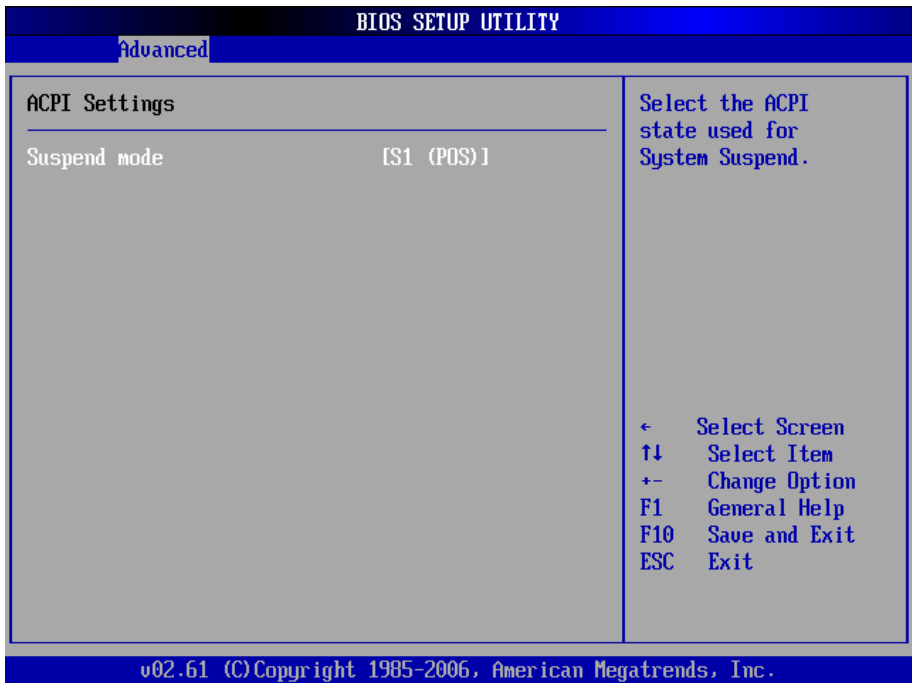 BIOS SETUP UTILITY
Advanced
ACPI Settings
Suspend mode [S1 (POS)]
Select the ACPI
state used for
System Suspend.
← Select Screen
↑↓ Select Item
+- Change Option
F1 General Help
F10 Save and Exit
ESC Exit
v02.61 (C)Copyright 1985-2006, American Megatrends, Inc.